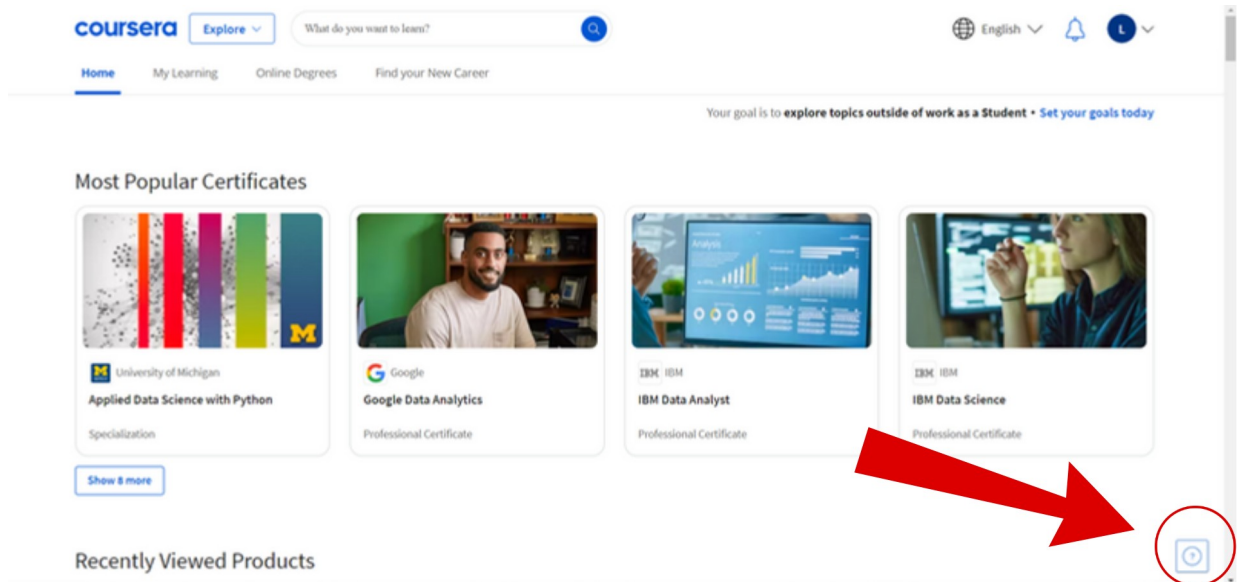 coursera Explore What do you want to learn? English L
Home My Learning Online Degrees Find your New Career
Your goal is to explore topics outside of work as a Student • Set your goals today
Most Popular Certificates
Analysis
M
M University of Michigan
Applied Data Science with Python
Specialization
G Google
Google Data Analytics
Professional Certificate
IBM IBM
IBM Data Analyst
Professional Certificate
IBM IBM
IBM Data Science
Professional Certificate
Show 8 more
?
Recently Viewed Products